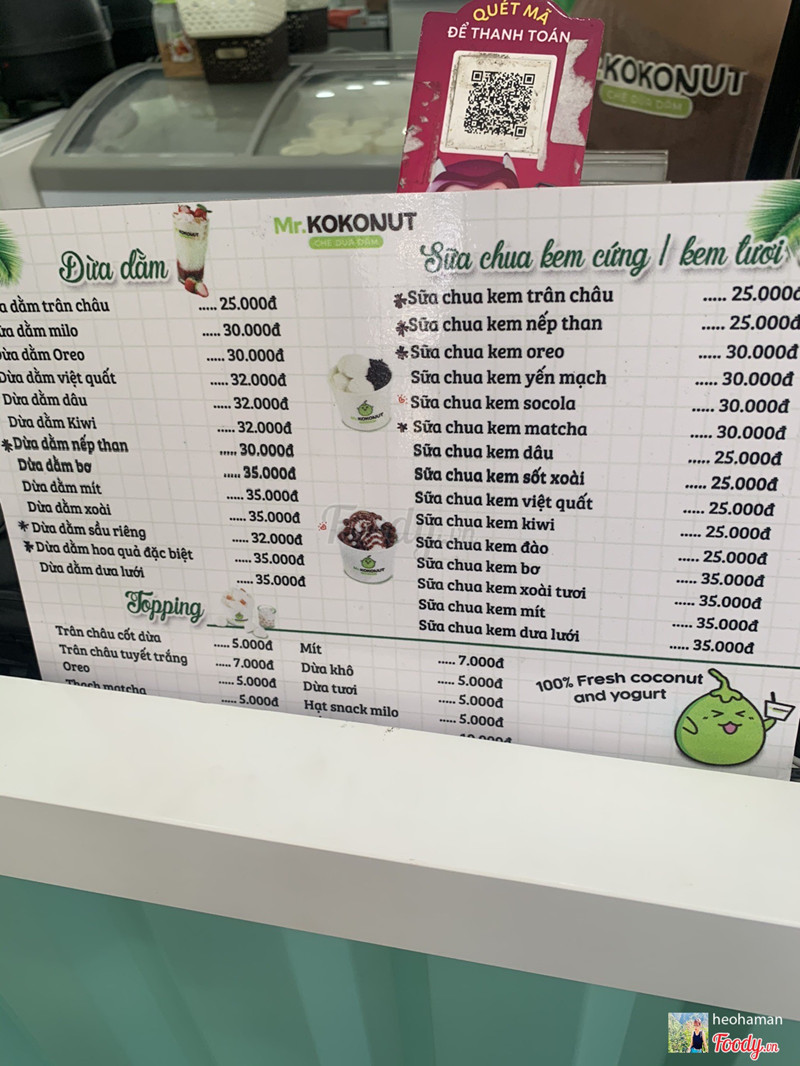 QUÉT MÃ
ĐỂ THANH TOÁN
KOKONUT
CHÈ DỪA DẦM
Mr.KOKONUT
CHÈ DỪA DẦM
Dừa dầm
a dầm trân châu ..... 25.000đ
ừa dầm milo ..... 30.000đ
Dừa dầm Oreo ..... 30.000đ
Dừa dầm việt quất ..... 32.000đ
Dừa dầm dâu ..... 32.000đ
Dừa dầm Kiwi ..... 32.000đ
*Dừa dầm nếp than ..... 30.000đ
Dừa dầm bơ ..... 35.000đ
Dừa dầm mít ..... 35.000đ
Dừa dầm xoài ..... 35.000đ
*Dừa dầm sầu riêng ..... 32.000đ
*Dừa dầm hoa quả đặc biệt ..... 35.000đ
Dừa dầm dưa lưới ..... 35.000đ
Sữa chua kem cứng / kem tươi
*Sữa chua kem trân châu ..... 25.000đ
*Sữa chua kem nếp than ..... 25.000đ
*Sữa chua kem oreo ..... 30.000đ
Sữa chua kem yến mạch ..... 30.000đ
Sữa chua kem socola ..... 30.000đ
*Sữa chua kem matcha ..... 30.000đ
Sữa chua kem dâu ..... 25.000đ
Sữa chua kem sốt xoài ..... 25.000đ
Sữa chua kem việt quất ..... 25.000đ
Sữa chua kem kiwi ..... 25.000đ
Sữa chua kem đào ..... 25.000đ
Sữa chua kem bơ ..... 35.000đ
Sữa chua kem xoài tươi ..... 35.000đ
Sữa chua kem mít ..... 35.000đ
Sữa chua kem dưa lưới ..... 35.000đ
Mr.KOKONUT
Mr.KOKONUT
Foody.vn
Topping
Trân châu cốt dừa ..... 5.000đ
Trân châu tuyết trắng ..... 7.000đ
Oreo ..... 5.000đ
Thạch matcha ..... 5.000đ
Mít ..... 7.000đ
Dừa khô ..... 5.000đ
Dừa tươi ..... 5.000đ
Hạt snack milo ..... 5.000đ
10.000đ
100% Fresh coconut
and yogurt
heohaman
Foody.vn